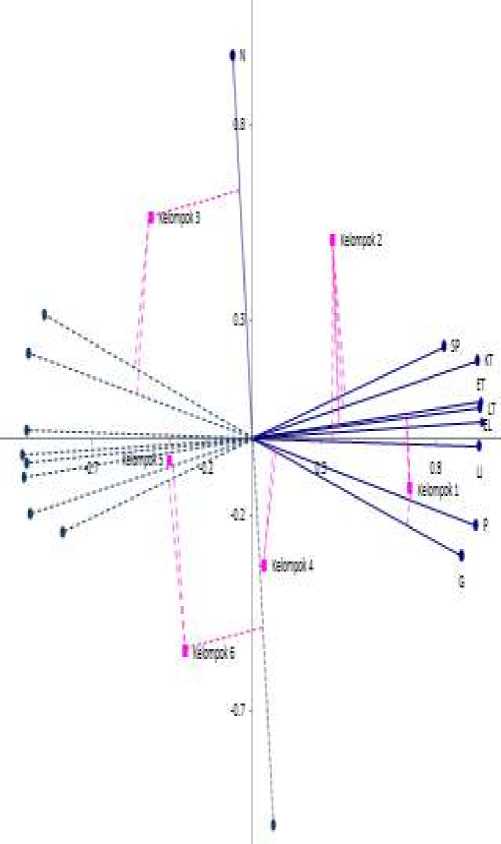 N
0.8
Kelompok 3
Kelompok 2
0.3
SP
KT
ET
LT
EL
Kelompok 5
-0.7
-0.2
0.3
0.8
LI
Kelompok 1
-0.2
P
Kelompok 4
G
Kelompok 6
-0.7